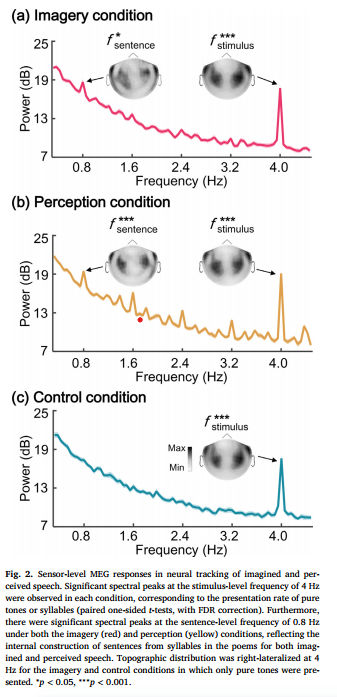 (a) Imagery condition
25
f * sentence
f *** stimulus
19
13
7
Power (dB)
0.8 1.6 2.4 3.2 4.0
Frequency (Hz)
(b) Perception condition
25
f *** sentence
f *** stimulus
19
13
7
Power (dB)
0.8 1.6 2.4 3.2 4.0
Frequency (Hz)
(c) Control condition
25
f *** stimulus
19
Max
Min
13
7
Power (dB)
0.8 1.6 2.4 3.2 4.0
Frequency (Hz)
Fig. 2. Sensor-level MEG responses in neural tracking of imagined and per-
ceived speech. Significant spectral peaks at the stimulus-level frequency of 4 Hz
were observed in each condition, corresponding to the presentation rate of pure
tones or syllables (paired one-sided t-tests, with FDR correction). Furthermore,
there were significant spectral peaks at the sentence-level frequency of 0.8 Hz
under both the imagery (red) and perception (yellow) conditions, reflecting the
internal construction of sentences from syllables in the poems for both imag-
ined and perceived speech. Topographic distribution was right-lateralized at 4
Hz for the imagery and control conditions in which only pure tones were pre-
sented. *p < 0.05, ***p < 0.001.